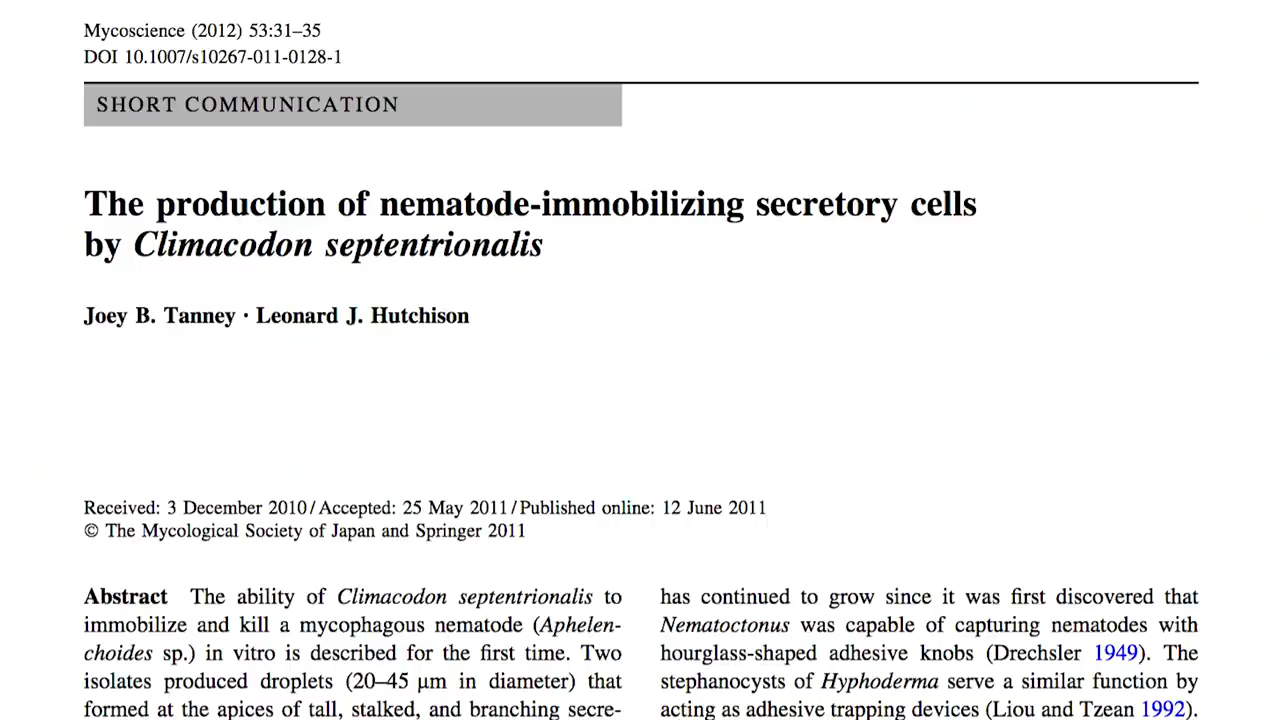 Mycoscience (2012) 53:31–35
DOI 10.1007/s10267-011-0128-1
SHORT COMMUNICATION
The production of nematode-immobilizing secretory cells
by Climacodon septentrionalis
Joey B. Tanney · Leonard J. Hutchison
Received: 3 December 2010 / Accepted: 25 May 2011 / Published online: 12 June 2011
© The Mycological Society of Japan and Springer 2011
Abstract The ability of Climacodon septentrionalis to
immobilize and kill a mycophagous nematode (Aphelen-
choides sp.) in vitro is described for the first time. Two
isolates produced droplets (20–45 μm in diameter) that
formed at the apices of tall, stalked, and branching secre-
has continued to grow since it was first discovered that
Nematoctonus was capable of capturing nematodes with
hourglass-shaped adhesive knobs (Drechsler 1949). The
stephanocysts of Hyphoderma serve a similar function by
acting as adhesive trapping devices (Liou and Tzean 1992).